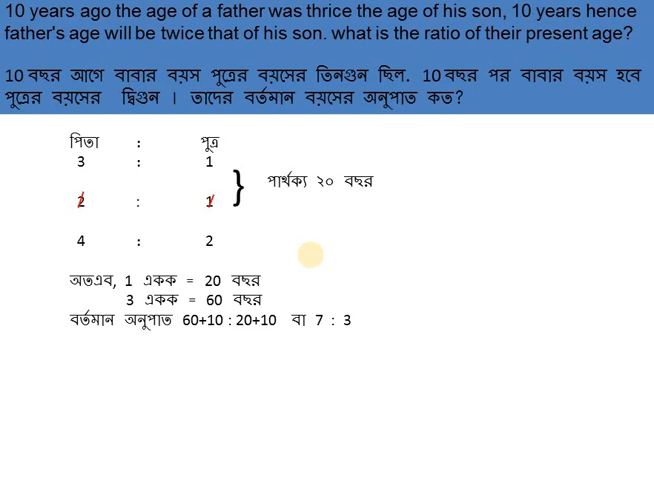 10 years ago the age of a father was thrice the age of his son, 10 years hence
father's age will be twice that of his son. what is the ratio of their present age?
10 বছর আগে বাবার বয়স পুত্রের বয়সের তিনগুন ছিল. 10 বছর পর বাবার বয়স হবে
পুত্রের বয়সের দ্বিগুন । তাদের বর্তমান বয়সের অনুপাত কত?
পিতা : পুত্র
3 : 1
} পার্থক্য ২০ বছর
2 : 1
4 : 2
অতএব, 1 একক = 20 বছর
3 একক = 60 বছর
বর্তমান অনুপাত 60+10 : 20+10 বা 7 : 3